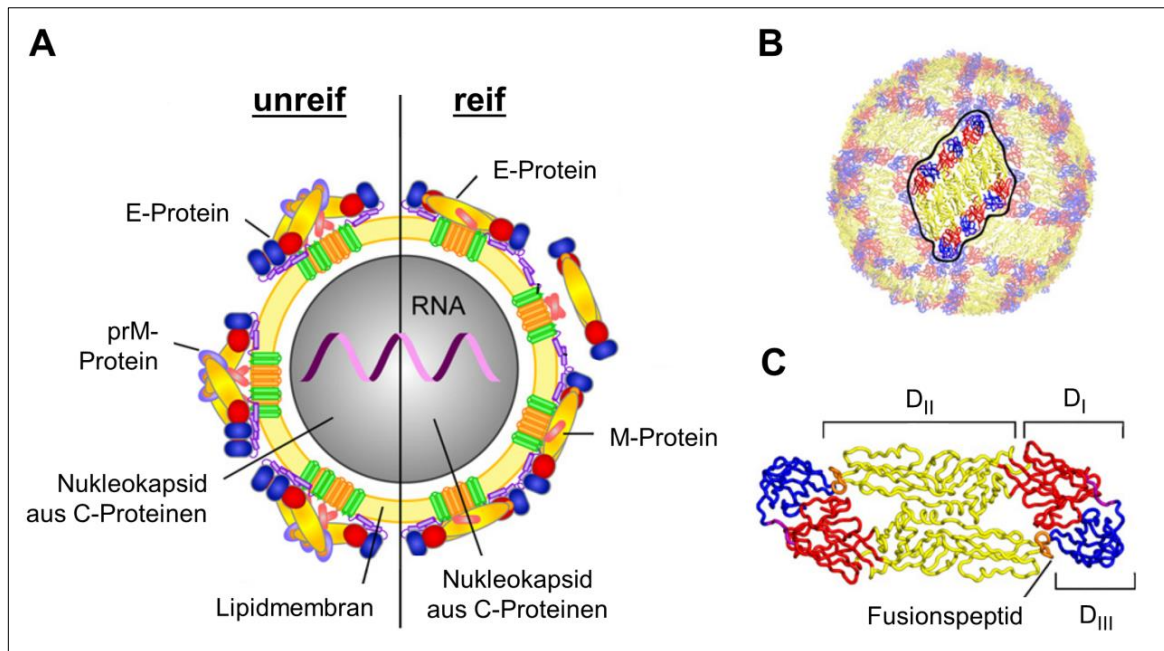 A
unreif
reif
E-Protein
E-Protein
prM-
Protein
RNA
M-Protein
Nukleokapsid
aus C-Proteinen
Lipidmembran
Nukleokapsid
aus C-Proteinen
B
C
DII
DI
Fusionspeptid
DIII